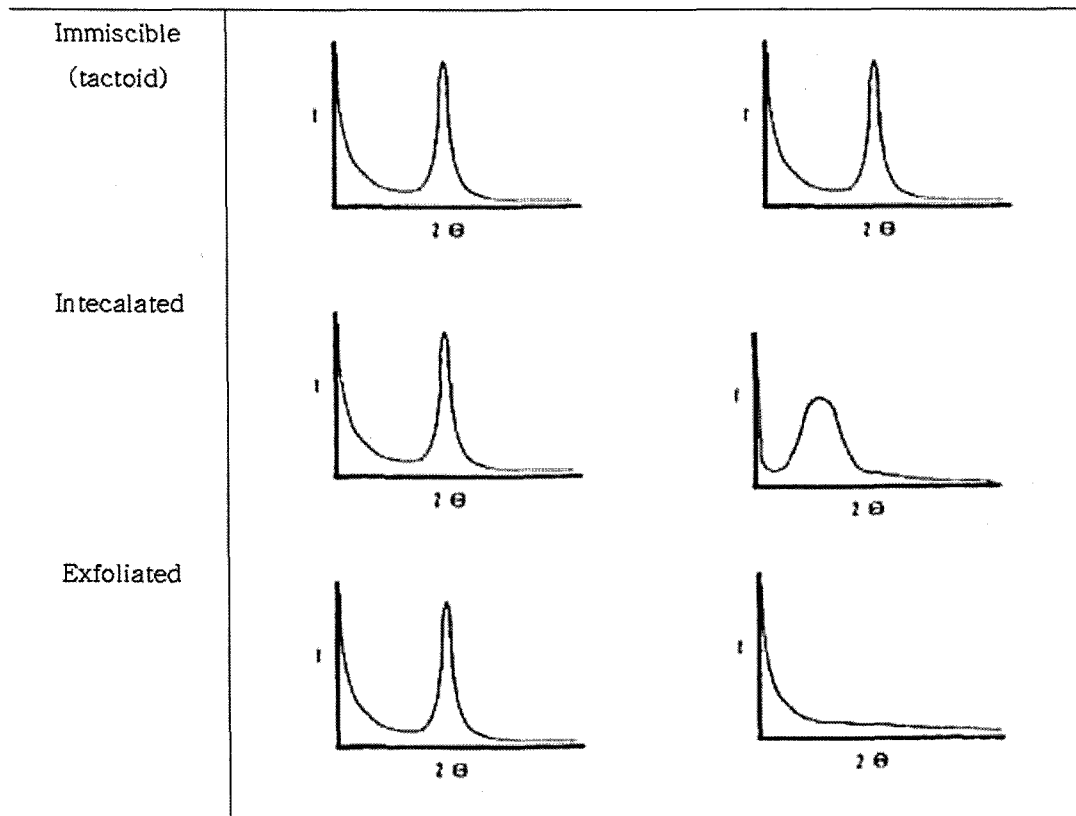 Immiscible
(tactoid)
I
2 Θ
I
2 Θ
Intecalated
I
2 Θ
I
2 Θ
Exfoliated
I
2 Θ
I
2 Θ